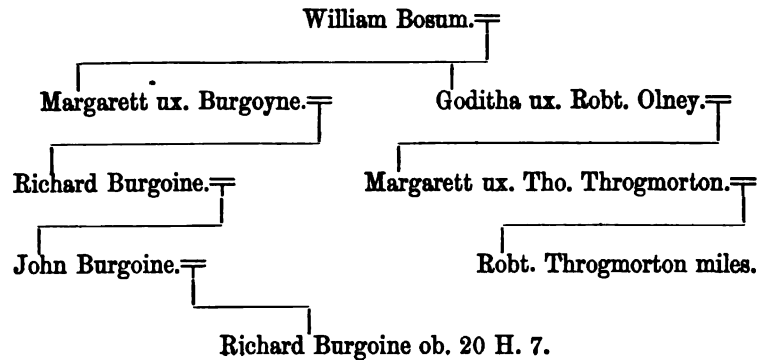 William Bosum.
Margarett ux. Burgoyne. Goditha ux. Robt. Olney.
Richard Burgoine. Margarett ux. Tho. Throgmorton.
John Burgoine. Robt. Throgmorton miles.
Richard Burgoine ob. 20 H. 7.